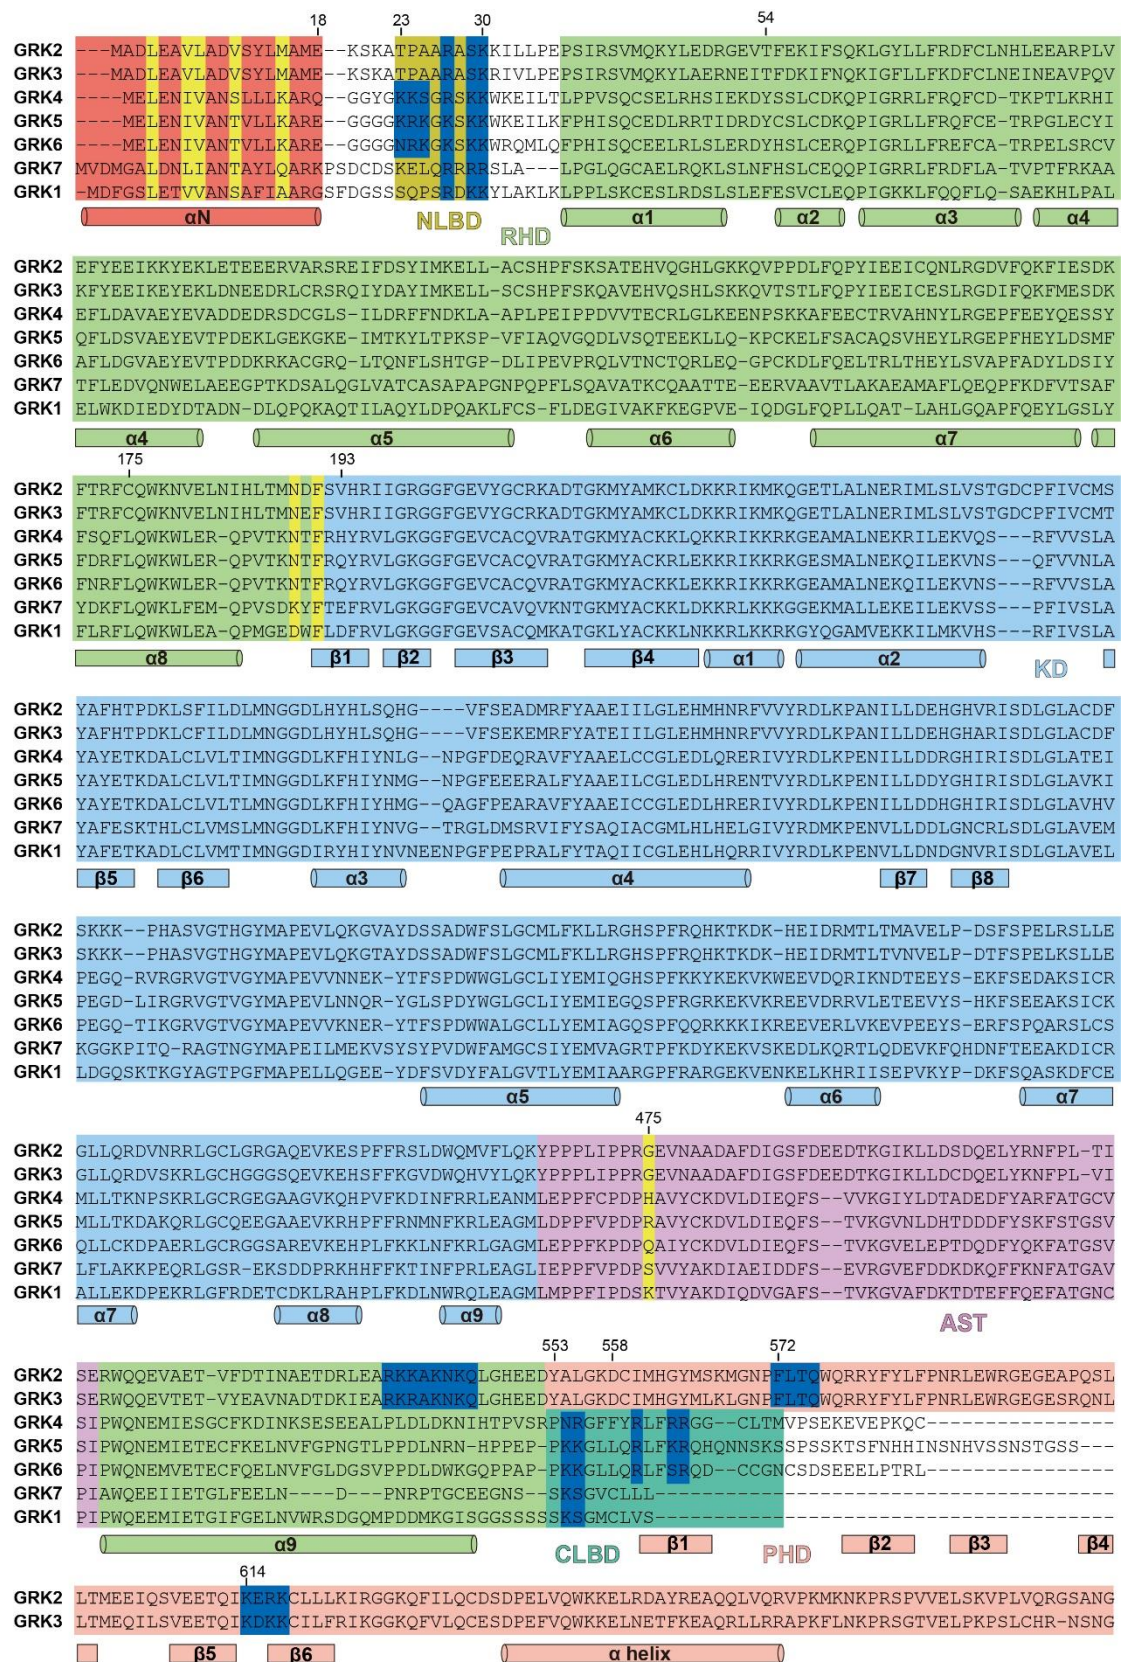 18 23 30 54
GRK2 ---MADLEAVLADVSYLMAME--KSKATPAARASKKILLPEPSIRSVMQKYLEDRGEVTFEKIFSQKLGYLLFRDFCLNHLEEARPLV
GRK3 ---MADLEAVLADVSYLMAME--KSKATPAARASKRIVLPEPSIRSVMQKYLAERNEITFDKIFNQKIGFLLFKDFCLNEINEAVPQV
GRK4 ----MELENIVANSLLLKARQ--GGYGKKSGRSKKWKEILTLPPVSQCSELRHSIEKDYSSLCDKQPIGRRLFRQFCD-TKPTLKRHI
GRK5 ----MELENIVANTVLLKARE--GGGGKRKGKSKKWKEILKFPHISQCEDLRRTIDRDYCSLCDKQPIGRLLFRQFCE-TRPGLECYI
GRK6 ----MELENIVANTVLLKARE--GGGGNRKGKSKKWRQMLQFPHISQCEELRLSLERDYHSLCERQPIGRLLFREFCA-TRPELSRCV
GRK7 MVDMGALDNLIANTAYLQARKPSDCDSKELQRRRRSLA---LPGLQGCAELRQKLSLNFHSLCEQQPIGRRLFRDFLA-TVPTFRKAA
GRK1 -MDFGSLETVVANSAFIAARGSFDGSSSQPSRDKKYLAKLKLPPLSKCESLRDSLSLEFESVCLEQPIGKKLFQQFLQ-SAEKHLPAL
αN NLBD RHD α1 α2 α3 α4
GRK2 EFYEEIKKYEKLETEEERVARSREIFDSYIMKELL-ACSHPFSKSATEHVQGHLGKKQVPPDLFQPYIEEICQNLRGDVFQKFIESDK
GRK3 KFYEEIKEYEKLDNEEDRLCRSRQIYDAYIMKELL-SCSHPFSKQAVEHVQSHLSKKQVTSTLFQPYIEEICESLRGDIFQKFMESDK
GRK4 EFLDAVAEYEVADDEDRSDCGLS-ILDRFFNDKLA-APLPEIPPDVVTECRLGLKEENPSKKAFEECTRVAHNYLRGEPFEEYQESSY
GRK5 QFLDSVAEYEVTPDEKLGEKGKE-IMTKYLTPKSP-VFIAQVGQDLVSQTEEKLLQ-KPCKELFSACAQSVHEYLRGEPFHEYLDSMF
GRK6 AFLDGVAEYEVTPDDKRKACGRQ-LTQNFLSHTGP-DLIPEVPRQLVTNCTQRLEQ-GPCKDLFQELTRLTHEYLSVAPFADYLDSIY
GRK7 TFLEDVQNWELAEEGPTKDSALQGLVATCASAPAPGNPQPFLSQAVATKCQAATTE-EERVAAVTLAKAEAMAFLQEQPFKDFVTSAF
GRK1 ELWKDIEDYDTADN-DLQPQKAQTILAQYLDPQAKLFCS-FLDEGIVAKFKEGPVE-IQDGLFQPLLQAT-LAHLGQAPFQEYLGSLY
α4 α5 α6 α7
175 193
GRK2 FTRFCQWKNVELNIHLTMNDFSVHRIIGRGGFGEVYGCRKADTGKMYAMKCLDKKRIKMKQGETLALNERIMLSLVSTGDCPFIVCMS
GRK3 FTRFCQWKNVELNIHLTMNEFSVHRIIGRGGFGEVYGCRKADTGKMYAMKCLDKKRIKMKQGETLALNERIMLSLVSTGDCPFIVCMT
GRK4 FSQFLQWKWLER-QPVTKNTFRHYRVLGKGGFGEVCACQVRATGKMYACKKLQKKRIKKRKGEAMALNEKRILEKVQS---RFVVSLA
GRK5 FDRFLQWKWLER-QPVTKNTFRQYRVLGKGGFGEVCACQVRATGKMYACKRLEKKRIKKRKGESMALNEKQILEKVNS---QFVVNLA
GRK6 FNRFLQWKWLER-QPVTKNTFRQYRVLGKGGFGEVCACQVRATGKMYACKRLEKKRIKKRKGEAMALNEKQILEKVNS---RFVVSLA
GRK7 YDKFLQWKLFEM-QPVSDKYFTEFRVLGKGGFGEVCAVQVKNTGKMYACKKLDKKRLKKKGGEKMALLEKEILEKVSS---PFIVSLA
GRK1 FLRFLQWKWLEA-QPMGEDWFLDFRVLGKGGFGEVSACQMKATGKLYACKKLNKKRLKKRKGYQGAMVEKKILMKVHS---RFIVSLA
α8 β1 β2 β3 β4 α1 α2 KD
GRK2 YAFHTPDKLSFILDLMNGGDLHYHLSQHG----VFSEADMRFYAAEIILGLEHMHNRFVVYRDLKPANILLDEHGHVRISDLGLACDF
GRK3 YAFHTPDKLCFILDLMNGGDLHYHLSQHG----VFSEKEMRFYATEIILGLEHMHNRFVVYRDLKPANILLDEHGHARISDLGLACDF
GRK4 YAYETKDALCLVLTIMNGGDLKFHIYNLG--NPGFDEQRAVFYAAELCCGLEDLQRERIVYRDLKPENILLDDRGHIRISDLGLATEI
GRK5 YAYETKDALCLVLTIMNGGDLKFHIYNMG--NPGFEEERALFYAAEILCGLEDLHRENTVYRDLKPENILLDDYGHIRISDLGLAVKI
GRK6 YAYETKDALCLVLTLMNGGDLKFHIYHMG--QAGFPEARAVFYAAEICCGLEDLHRERIVYRDLKPENILLDDHGHIRISDLGLAVHV
GRK7 YAFESKTHLCLVMSLMNGGDLKFHIYNVG--TRGLDMSRVIFYSAQIACGMLHLHELGIVYRDMKPENVLLDDLGNCRLSDLGLAVEM
GRK1 YAFETKADLCLVMTIMNGGDIRYHIYNVNEENPGFPEPRALFYTAQIICGLEHLHQRRIVYRDLKPENVLLDNDGNVRISDLGLAVEL
β5 β6 α3 α4 β7 β8
GRK2 SKKK--PHASVGTHGYMAPEVLQKGVAYDSSADWFSLGCMLFKLLRGHSPFRQHKTKDK-HEIDRMTLTMAVELP-DSFSPELRSLLE
GRK3 SKKK--PHASVGTHGYMAPEVLQKGTAYDSSADWFSLGCMLFKLLRGHSPFRQHKTKDK-HEIDRMTLTVNVELP-DTFSPELKSLLE
GRK4 PEGQ-RVRGRVGTVGYMAPEVVNNEK-YTFSPDWWGLGCLIYEMIQGHSPFKKYKEKVKWEEVDQRIKNDTEEYS-EKFSEDAKSICR
GRK5 PEGD-LIRGRVGTVGYMAPEVLNNQR-YGLSPDYWGLGCLIYEMIEGQSPFRGRKEKVKREEVDRRVLETEEVYS-HKFSEEAKSICK
GRK6 PEGQ-TIKGRVGTVGYMAPEVVKNER-YTFSPDWWALGCLLYEMIAGQSPFQQRKKKIKREEVERLVKEVPEEYS-ERFSPQARSLCS
GRK7 KGGKPITQ-RAGTNGYMAPEILMEKVSYSYPVDWFAMGCSIYEMVAGRTPFKDYKEKVSKEDLKQRTLQDEVKFQHDNFTEEAKDICR
GRK1 LDGQSKTKGYAGTPGFMAPELLQGEE-YDFSVDYFALGVTLYEMIAARGPFRARGEKVENKELKHRIISEPVKYP-DKFSQASKDFCE
α5 α6 α7
475
GRK2 GLLQRDVNRRLGCLGRGAQEVKESPFFRSLDWQMVFLQKYPPPLIPPRGEVNAADAFDIGSFDEEDTKGIKLLDSDQELYRNFPL-TI
GRK3 GLLQRDVSKRLGCHGGGSQEVKEHSFFKGVDWQHVYLQKYPPPLIPPRGEVNAADAFDIGSFDEEDTKGIKLLDCDQELYKNFPL-VI
GRK4 MLLTKNPSKRLGCRGEGAAGVKQHPVFKDINFRRLEANMLEPPFCPDPHAVYCKDVLDIEQFS--VVKGIYLDTADEDFYARFATGCV
GRK5 MLLTKDAKQRLGCQEEGAAEVKRHPFFRNMNFKRLEAGMLDPPFVPDPRAVYCKDVLDIEQFS--TVKGVNLDHTDDDFYSKFSTGSV
GRK6 QLLCKDPAERLGCRGGSAREVKEHPLFKKLNFKRLGAGMLEPPFKPDPQAIYCKDVLDIEQFS--TVKGVELEPTDQDFYQKFATGSV
GRK7 LFLAKKPEQRLGSR-EKSDDPRKHHFFKTINFPRLEAGLIEPPFVPDPSVVYAKDIAEIDDFS--EVRGVEFDDKDKQFFKNFATGAV
GRK1 ALLEKDPEKRLGFRDETCDKLRAHPLFKDLNWRQLEAGMLMPPFIPDSKTVYAKDIQDVGAFS--TVKGVAFDKTDTEFFQEFATGNC
α7 α8 α9 AST
553 558 572
GRK2 SERWQQEVAET-VFDTINAETDRLEARKKAKNKQLGHEEDYALGKDCIMHGYMSKMGNPFLTQWQRRYFYLFPNRLEWRGEGEAPQSL
GRK3 SERWQQEVTET-VYEAVNADTDKIEARKRAKNKQLGHEEDYALGKDCIMHGYMLKLGNPFLTQWQRRYFYLFPNRLEWRGEGESRQNL
GRK4 SIPWQNEMIESGCFKDINKSESEEALPLDLDKNIHTPVSRPNRGFFYRLFRRGG--CLTMVPSEKEVEPKQC----------------
GRK5 SIPWQNEMIETECFKELNVFGPNGTLPPDLNRN-HPPEP-PKKGLLQRLFKRQHQNNSKSSPSSKTSFNHHINSNHVSSNSTGSS---
GRK6 PIPWQNEMVETECFQELNVFGLDGSVPPDLDWKGQPPAP-PKKGLLQRLFSRQD--CCGNCSDSEEELPTRL----------------
GRK7 PIAWQEEIIETGLFEELN----D--PNRPTGCEEGNS--SKSGVCLLL----------------------------------------
GRK1 PIPWQEEMIETGIFGELNVWRSDGQMPDDMKGISGGSSSSSKSGMCLVS---------------------------------------
α9 CLBD β1 PHD β2 β3 β4
614
GRK2 LTMEEIQSVEETQIKERKCLLLKIRGGKQFILQCDSDPELVQWKKELRDAYREAQQLVQRVPKMKNKPRSPVVELSKVPLVQRGSANG
GRK3 LTMEQILSVEETQIKDKKCILFRIKGGKQFVLQCESDPEFVQWKKELNETFKEAQRLLRRAPKFLNKPRSGTVELPKPSLCHR-NSNG
β5 β6 α helix